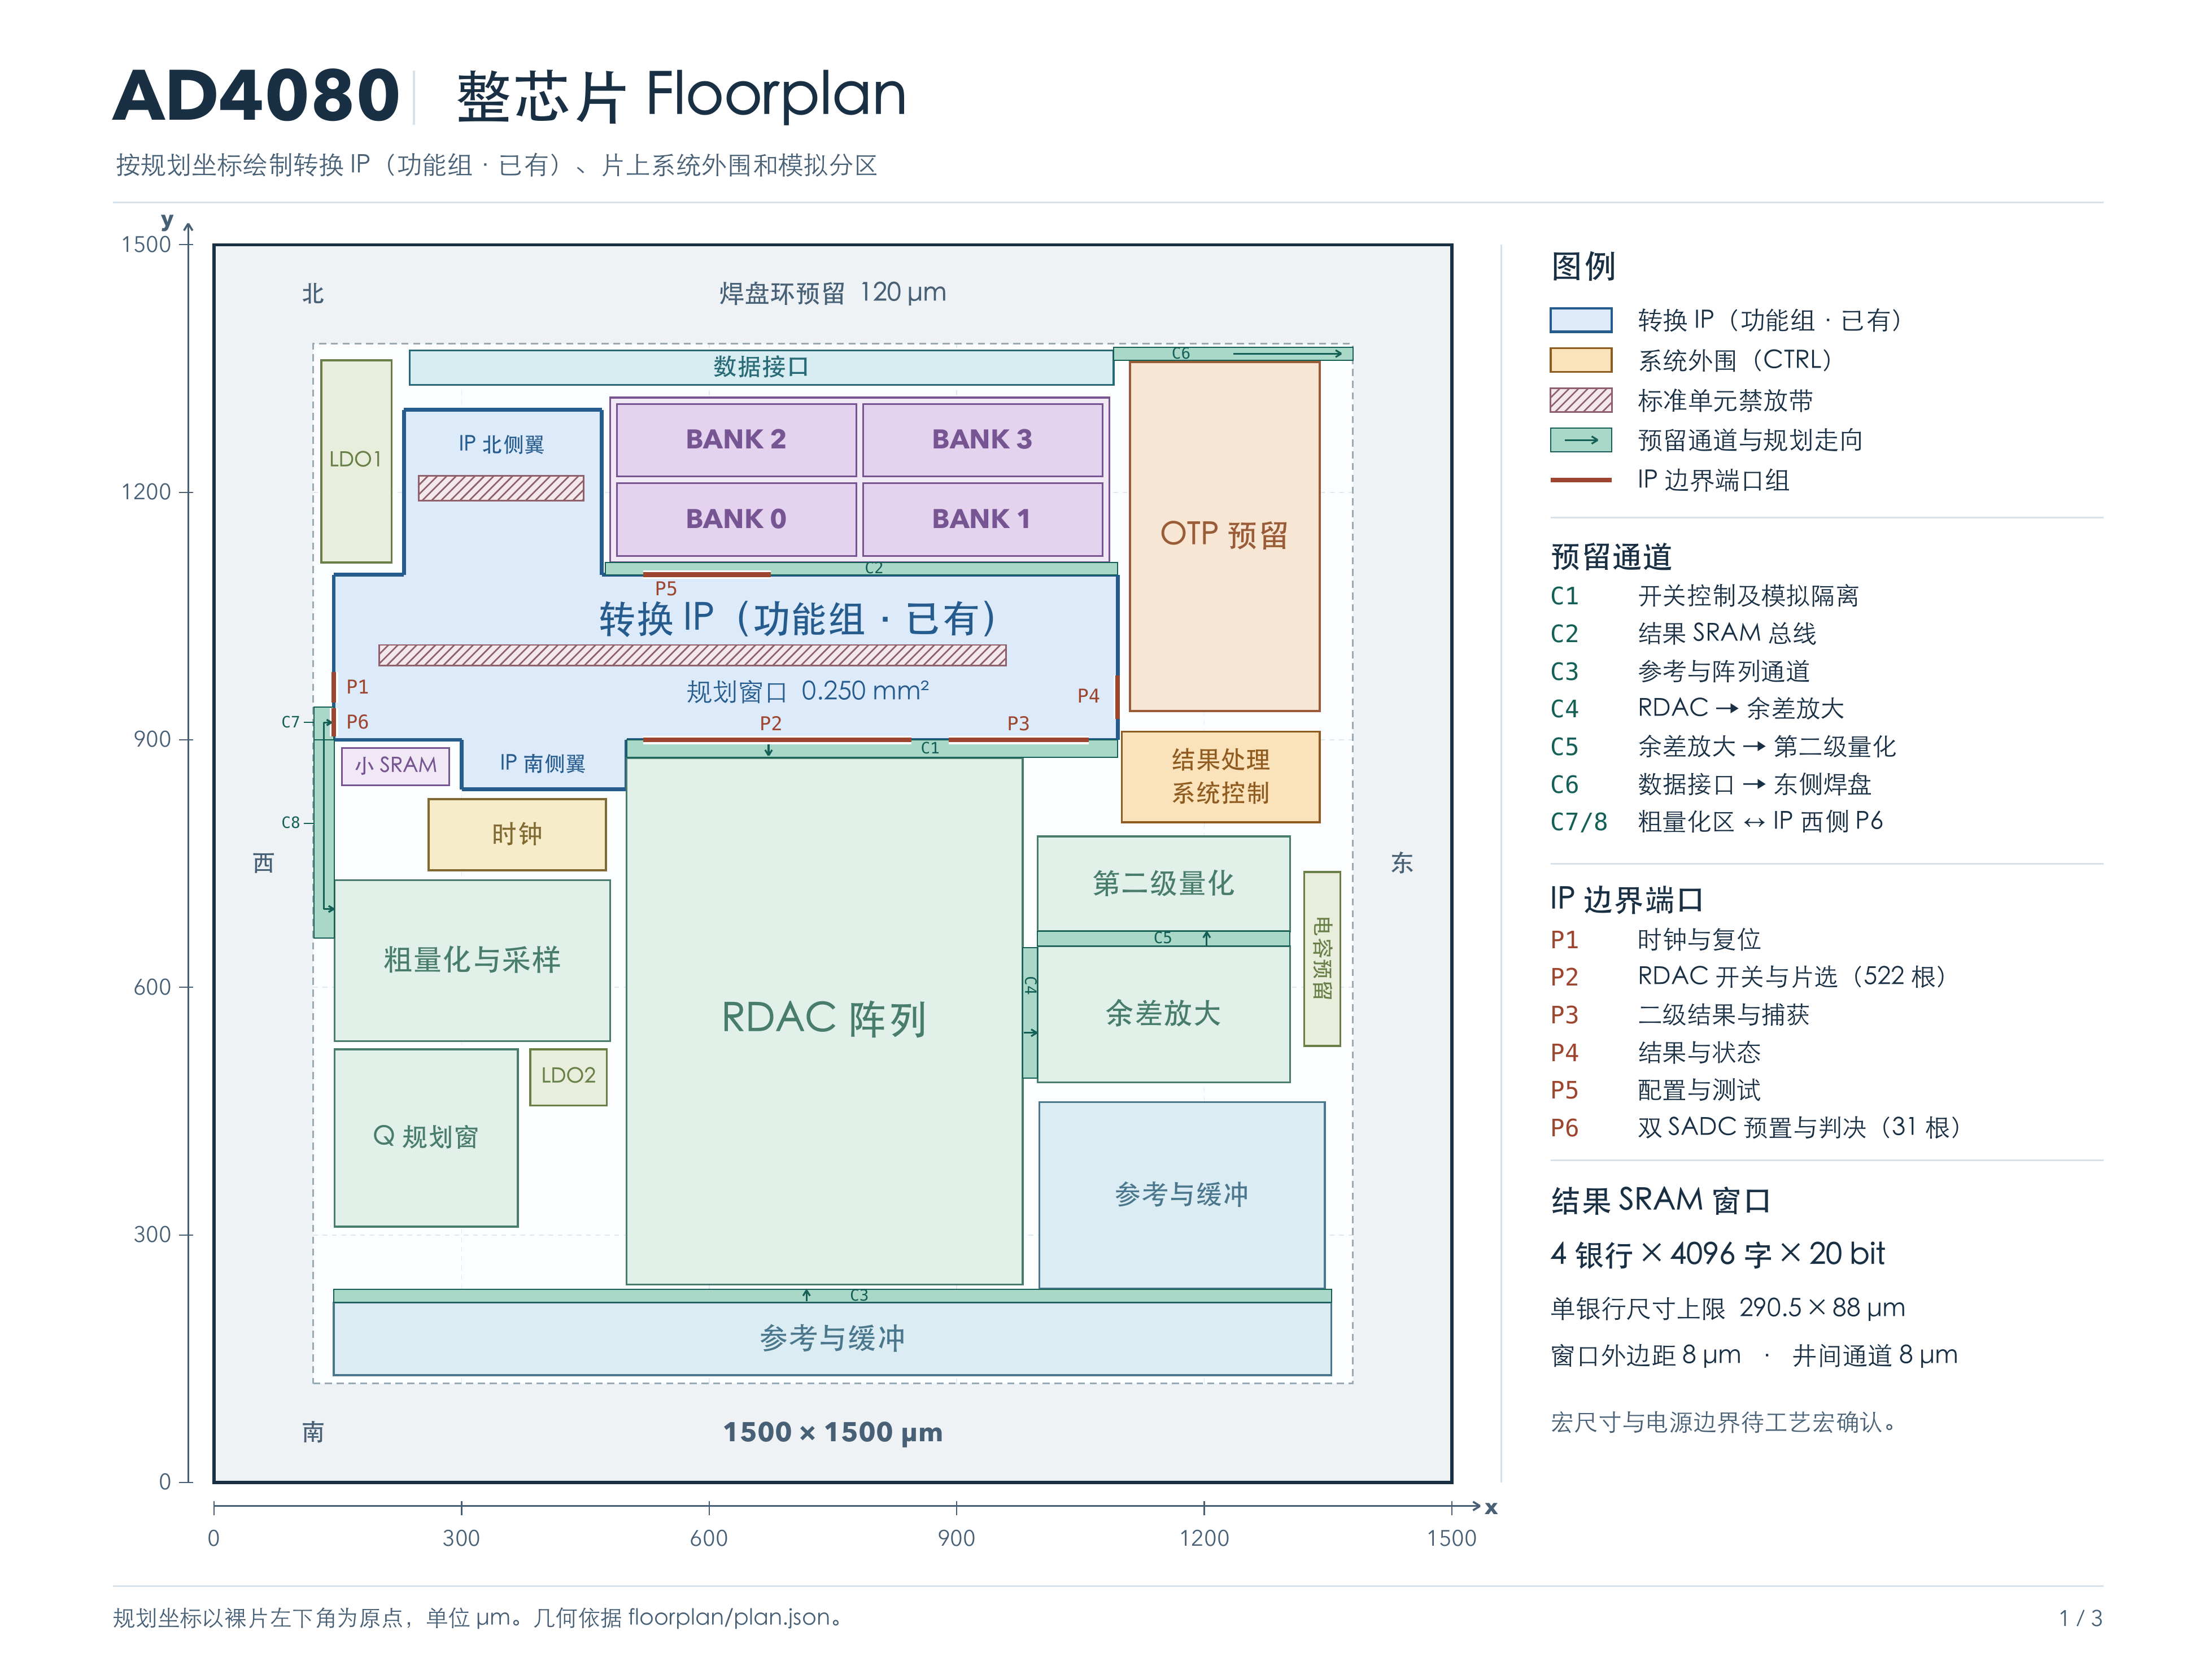 AD4080 整芯片 Floorplan
按规划坐标绘制转换 IP（功能组 · 已有）、片上系统外围和模拟分区
y
1500
1200
900
600
300
0
北
焊盘环预留 120 μm
数据接口
C6
LDO1
IP 北侧翼
BANK 2
BANK 3
BANK 0
BANK 1
OTP 预留
C2
P5
转换 IP（功能组 · 已有）
规划窗口 0.250 mm²
P1
P6
P4
P2
P3
C7
C1
小 SRAM
IP 南侧翼
结果处理
系统控制
C8
时钟
西
东
第二级量化
C5
电容预留
粗量化与采样
C4
余差放大
RDAC 阵列
LDO2
Q 规划窗
参考与缓冲
C3
参考与缓冲
南
1500 × 1500 μm
0
300
600
900
1200
1500
x
图例
转换 IP（功能组 · 已有）
系统外围（CTRL）
标准单元禁放带
预留通道与规划走向
IP 边界端口组
预留通道
C1 开关控制及模拟隔离
C2 结果 SRAM 总线
C3 参考与阵列通道
C4 RDAC → 余差放大
C5 余差放大 → 第二级量化
C6 数据接口 → 东侧焊盘
C7/8 粗量化区 ↔ IP 西侧 P6
IP 边界端口
P1 时钟与复位
P2 RDAC 开关与片选（522 根）
P3 二级结果与捕获
P4 结果与状态
P5 配置与测试
P6 双 SADC 预置与判决（31 根）
结果 SRAM 窗口
4 银行 × 4096 字 × 20 bit
单银行尺寸上限 290.5 × 88 μm
窗口外边距 8 μm · 井间通道 8 μm
宏尺寸与电源边界待工艺宏确认。
规划坐标以裸片左下角为原点，单位 μm。几何依据 floorplan/plan.json。
1 / 3